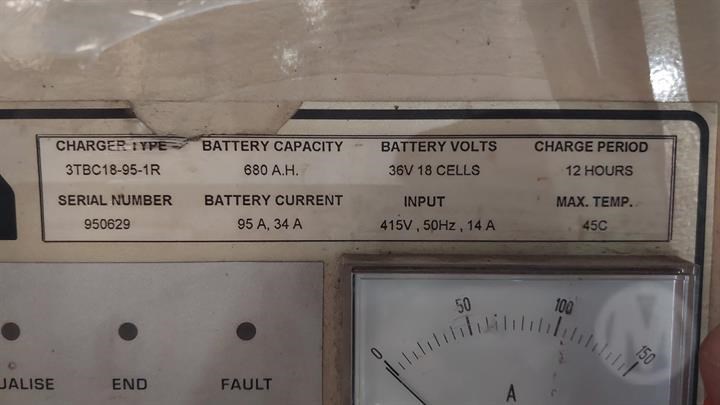 CHARGER TYPE BATTERY CAPACITY BATTERY VOLTS CHARGE PERIOD
3TBC18-95-1R 680 A.H. 36V 18 CELLS 12 HOURS
SERIAL NUMBER BATTERY CURRENT INPUT MAX. TEMP.
950629 95 A, 34 A 415V , 50Hz , 14 A 45C
0 50 100 150
A
UALISE END FAULT